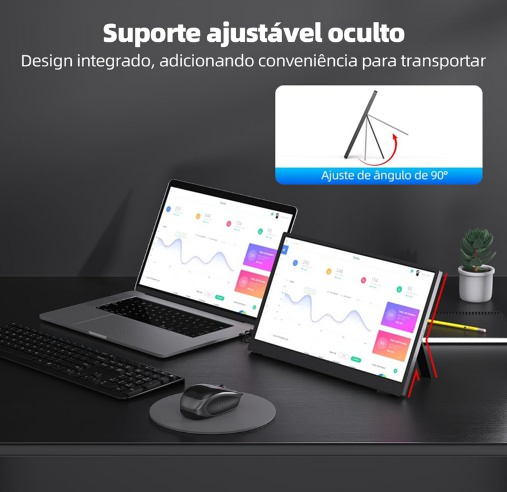 Suporte ajustável oculto
Design integrado, adicionando conveniência para transportar
Ajuste de ângulo de 90°